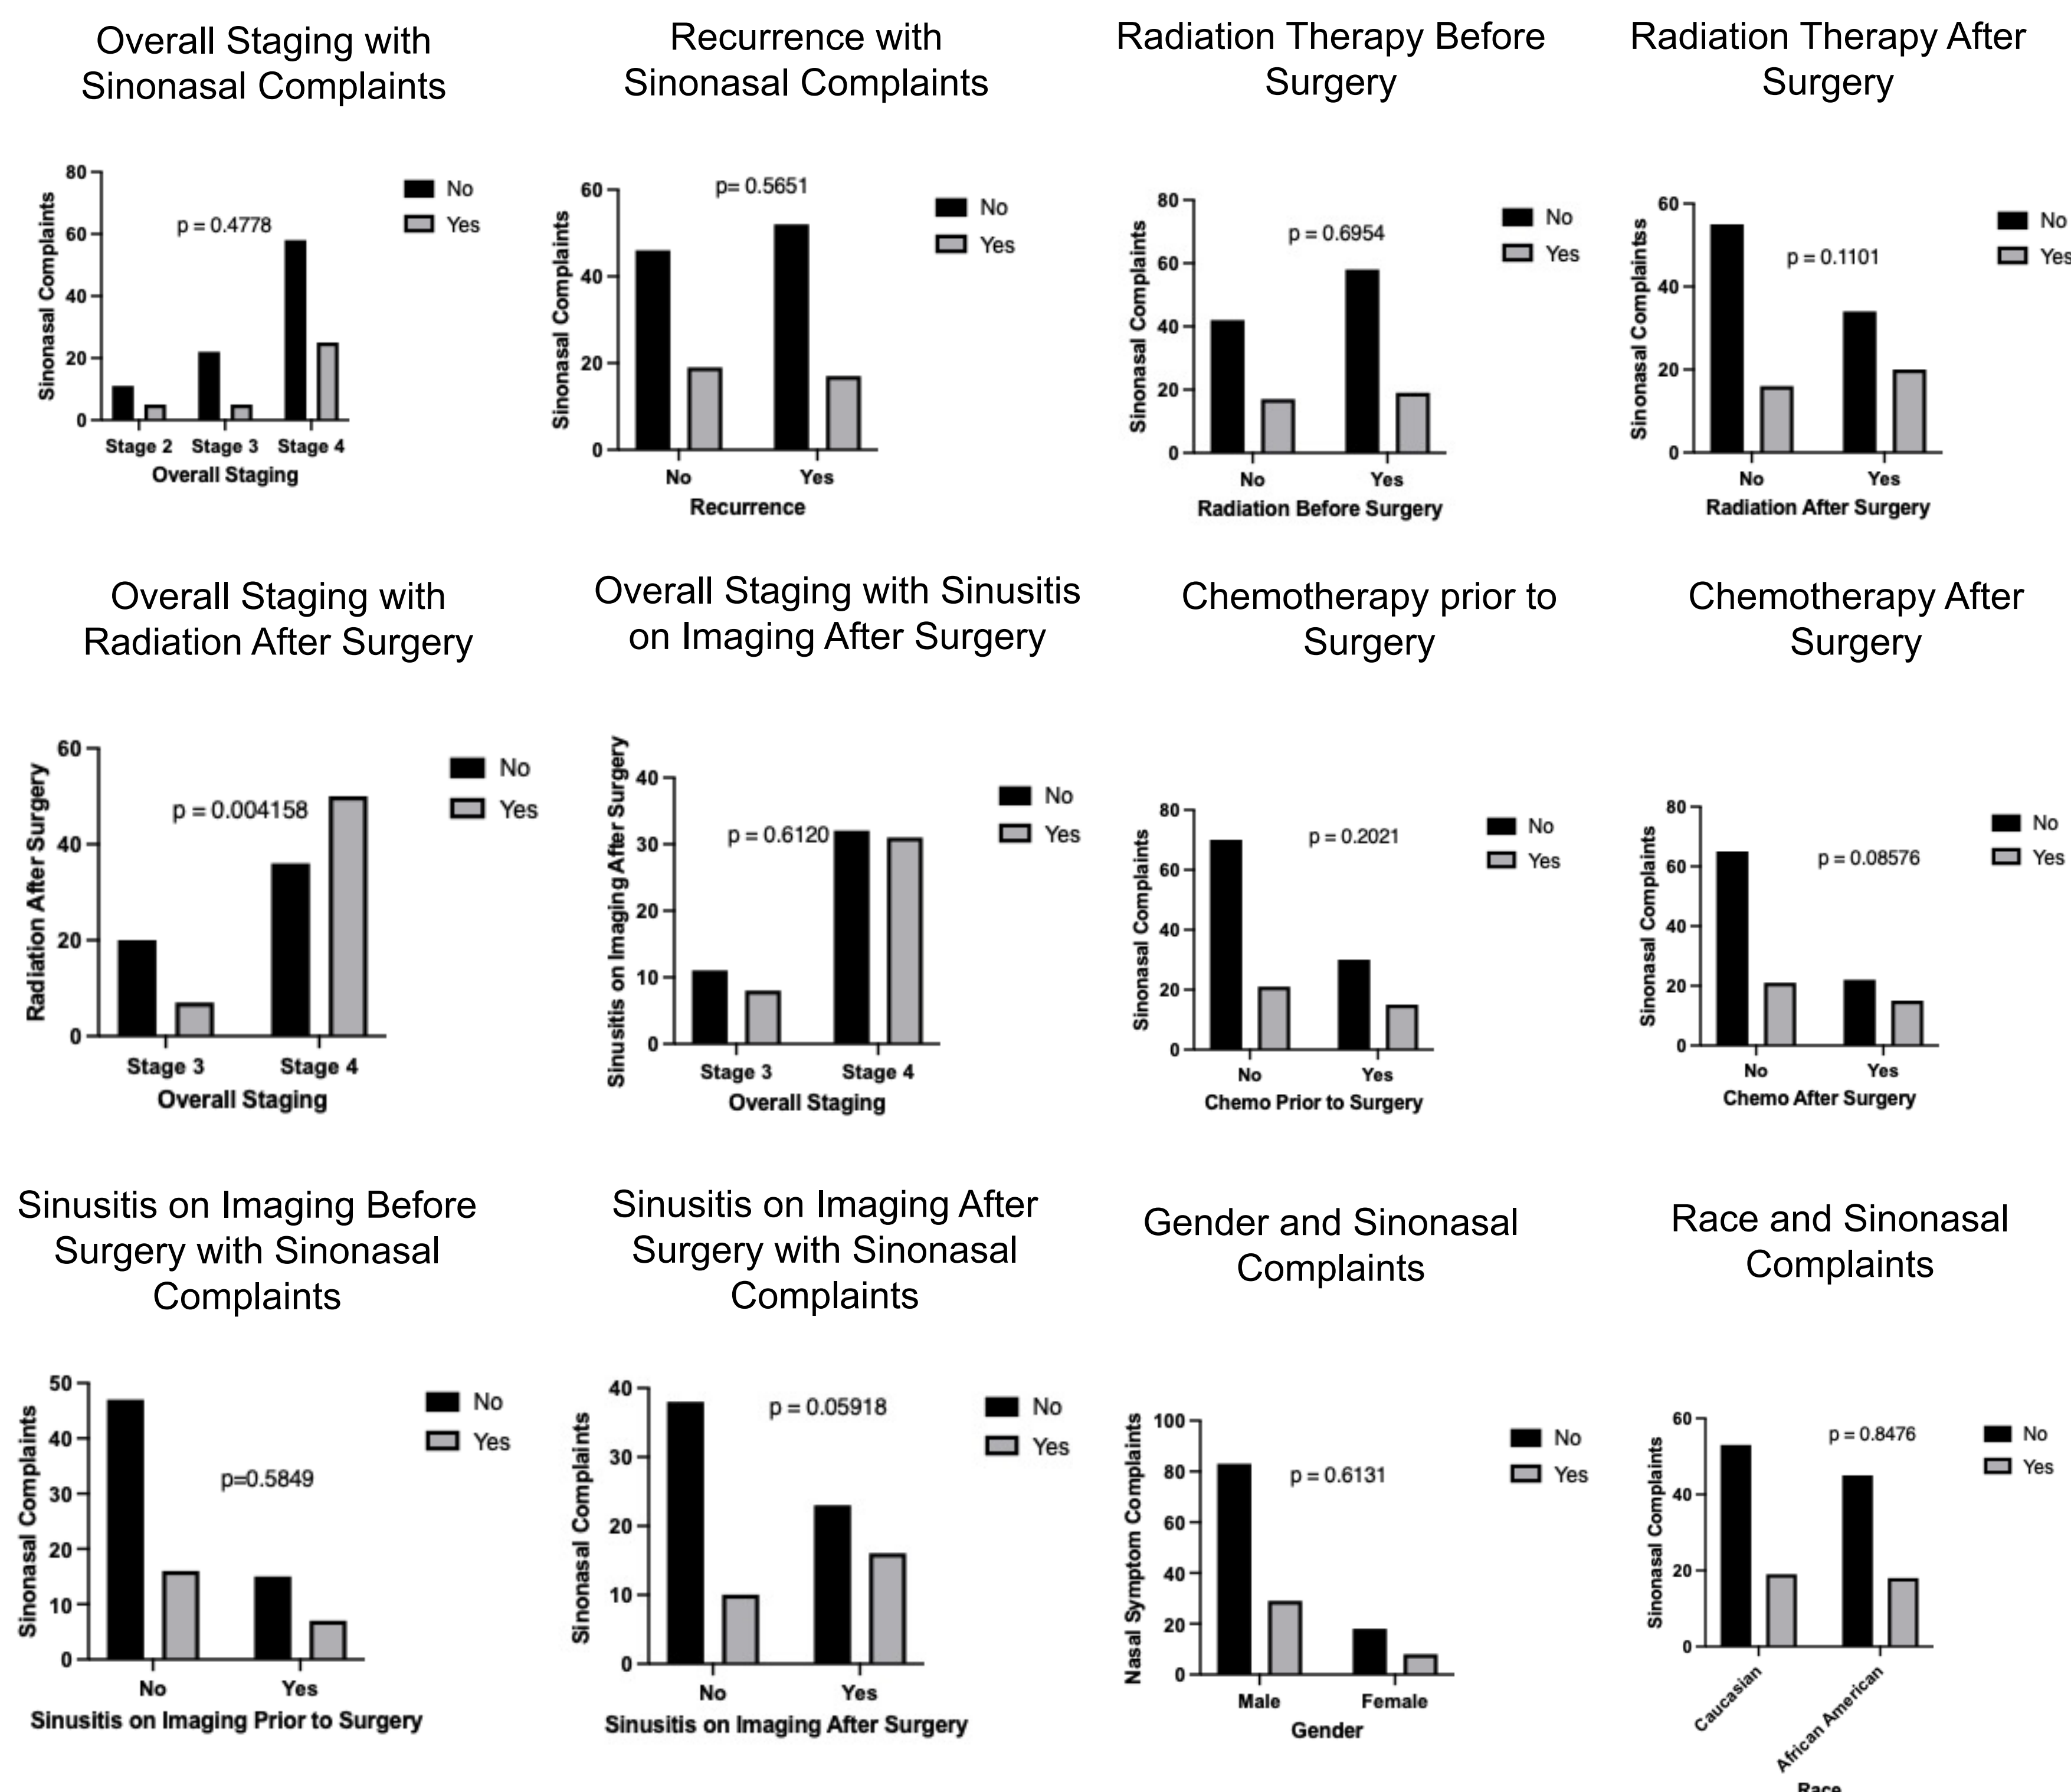 Overall Staging with
Sinonasal Complaints
80
60
40
20
0
Sinonasal Complaints
p = 0.4778
No
Yes
Stage 2 Stage 3 Stage 4
Overall Staging
Recurrence with
Sinonasal Complaints
60
40
20
0
Sinonasal Complaints
p= 0.5651
No
Yes
No Yes
Recurrence
Radiation Therapy Before
Surgery
80
60
40
20
0
Sinonasal Complaints
p = 0.6954
No
Yes
No Yes
Radiation Before Surgery
Radiation Therapy After
Surgery
60
40
20
0
Sinonasal Complaintss
p = 0.1101
No
Yes
No Yes
Radiation After Surgery
Overall Staging with
Radiation After Surgery
60
40
20
0
Radiation After Surgery
p = 0.004158
No
Yes
Stage 3 Stage 4
Overall Staging
Overall Staging with Sinusitis
on Imaging After Surgery
40
30
20
10
0
Sinusitis on Imaging After Surgery
p = 0.6120
No
Yes
Stage 3 Stage 4
Overall Staging
Chemotherapy prior to
Surgery
80
60
40
20
0
Sinonasal Complaints
p = 0.2021
No
Yes
No Yes
Chemo Prior to Surgery
Chemotherapy After
Surgery
80
60
40
20
0
Sinonasal Complaints
p = 0.08576
No
Yes
No Yes
Chemo After Surgery
Sinusitis on Imaging Before
Surgery with Sinonasal
Complaints
50
40
30
20
10
0
Sinonasal Complaints
p=0.5849
No
Yes
No Yes
Sinusitis on Imaging Prior to Surgery
Sinusitis on Imaging After
Surgery with Sinonasal
Complaints
40
30
20
10
0
Sinonasal Complaints
p = 0.05918
No
Yes
No Yes
Sinusitis on Imaging After Surgery
Gender and Sinonasal
Complaints
100
80
60
40
20
0
Nasal Symptom Complaints
p = 0.6131
No
Yes
Male Female
Gender
Race and Sinonasal
Complaints
60
40
20
0
Sinonasal Complaints
p = 0.8476
No
Yes
Caucasian
African American
Race